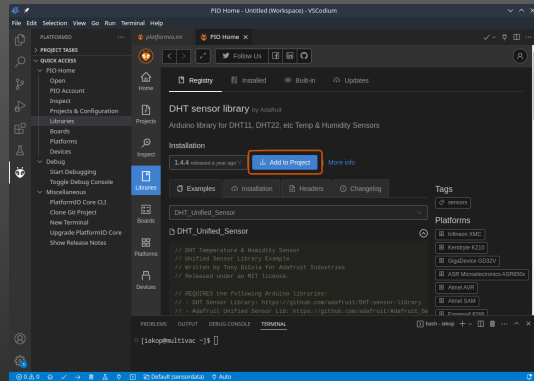 PIO Home - Untitled (Workspace) - VSCodium
File Edit Selection View Go Run Terminal Help
PLATFORMIO
platformio.ini
PIO Home
PROJECT TASKS
QUICK ACCESS
PIO Home
Open
PIO Account
Inspect
Projects & Configuration
Libraries
Boards
Platforms
Devices
Debug
Start Debugging
Toggle Debug Console
Miscellaneous
PlatformIO Core CLI
Clone Git Project
New Terminal
Upgrade PlatformIO Core
Show Release Notes
Follow Us
Home
Projects
Inspect
Libraries
Boards
Platforms
Devices
Registry Installed Built-in Updates
DHT sensor library by Adafruit
Arduino library for DHT11, DHT22, etc Temp & Humidity Sensors
Installation
1.4.4 released a year ago
Add to Project
More info
Examples Installation Headers Changelog
DHT_Unified_Sensor
DHT_Unified_Sensor
// DHT Temperature & Humidity Sensor
// Unified Sensor Library Example
// Written by Tony DiCola for Adafruit Industries
// Released under an MIT license.
// REQUIRES the following Arduino libraries:
// - DHT Sensor Library: https://github.com/adafruit/DHT-sensor-library
// - Adafruit Unified Sensor Lib: https://github.com/adafruit/Adafruit_Se
Tags
sensors
Platforms
Infineon XMC
Kendryte K210
GigaDevice GD32V
ASR Microelectronics ASR650x
Atmel AVR
Atmel SAM
Espressif 8266
PROBLEMS OUTPUT DEBUG CONSOLE TERMINAL
bash - iakop
[iakop@multivac ~]$
0 0
Default (sensordata)
Auto